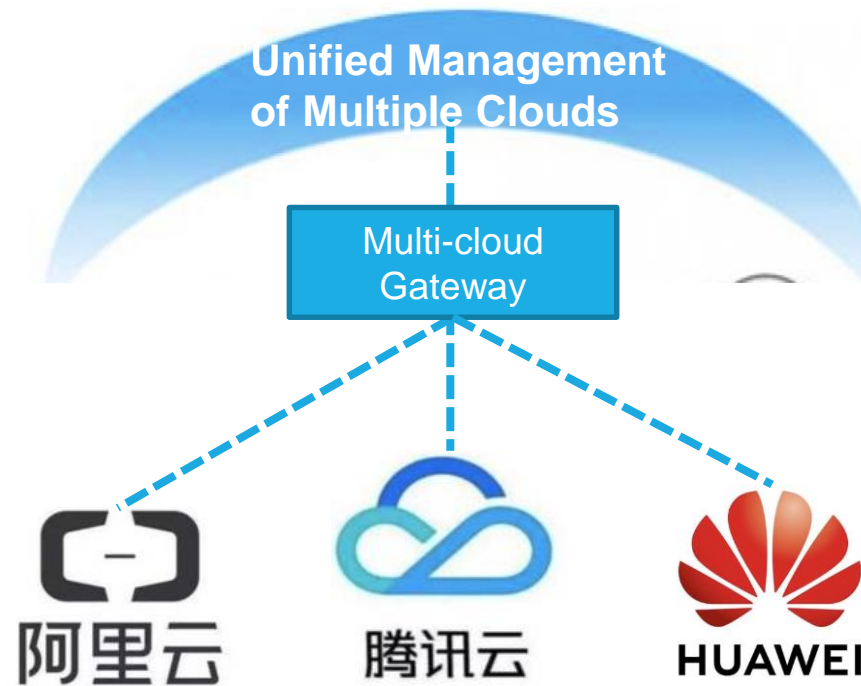 Unified Management
of Multiple Clouds
Multi-cloud
Gateway
阿里云
腾讯云
HUAWEI